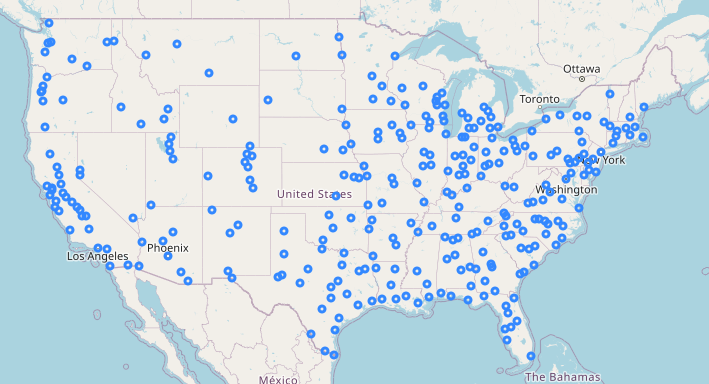 Ottawa
Toronto
New York
Washington
United States
Phoenix
Los Angeles
México
The Bahamas